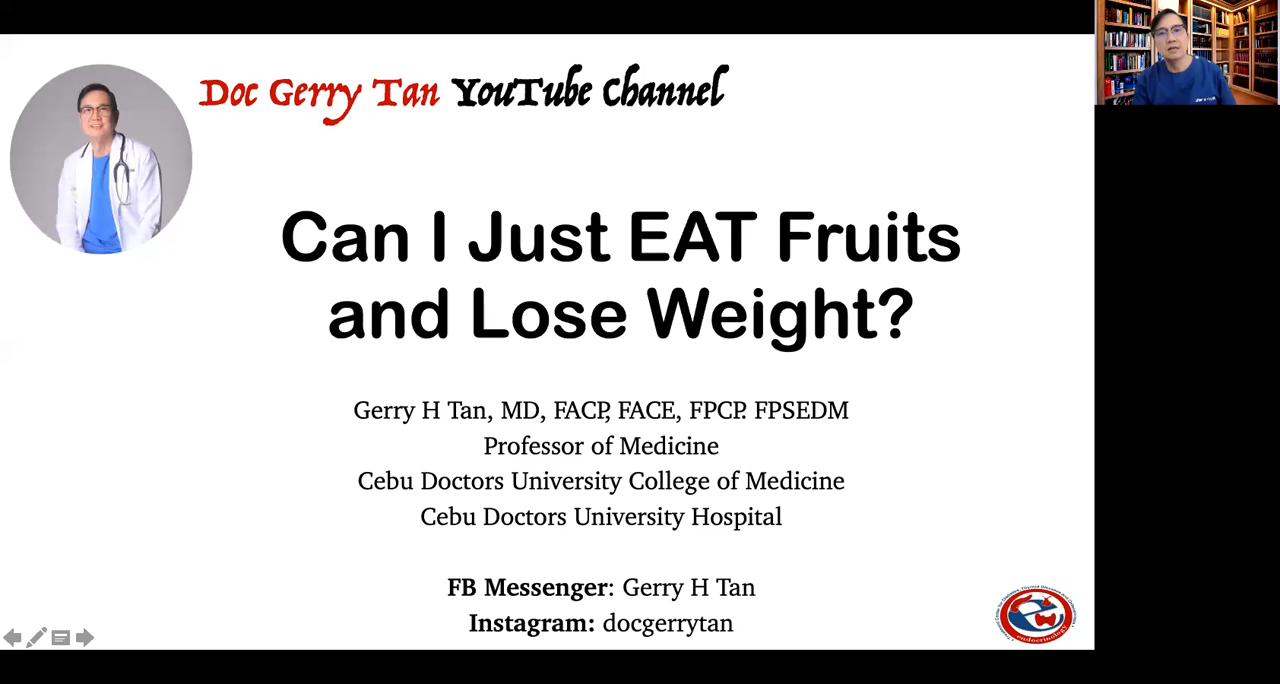 Doc Gerry Tan YouTube Channel
Can I Just EAT Fruits
and Lose Weight?
Gerry H Tan, MD, FACP, FACE, FPCP. FPSEDM
Professor of Medicine
Cebu Doctors University College of Medicine
Cebu Doctors University Hospital
FB Messenger: Gerry H Tan
Instagram: docgerrytan
endocrinology